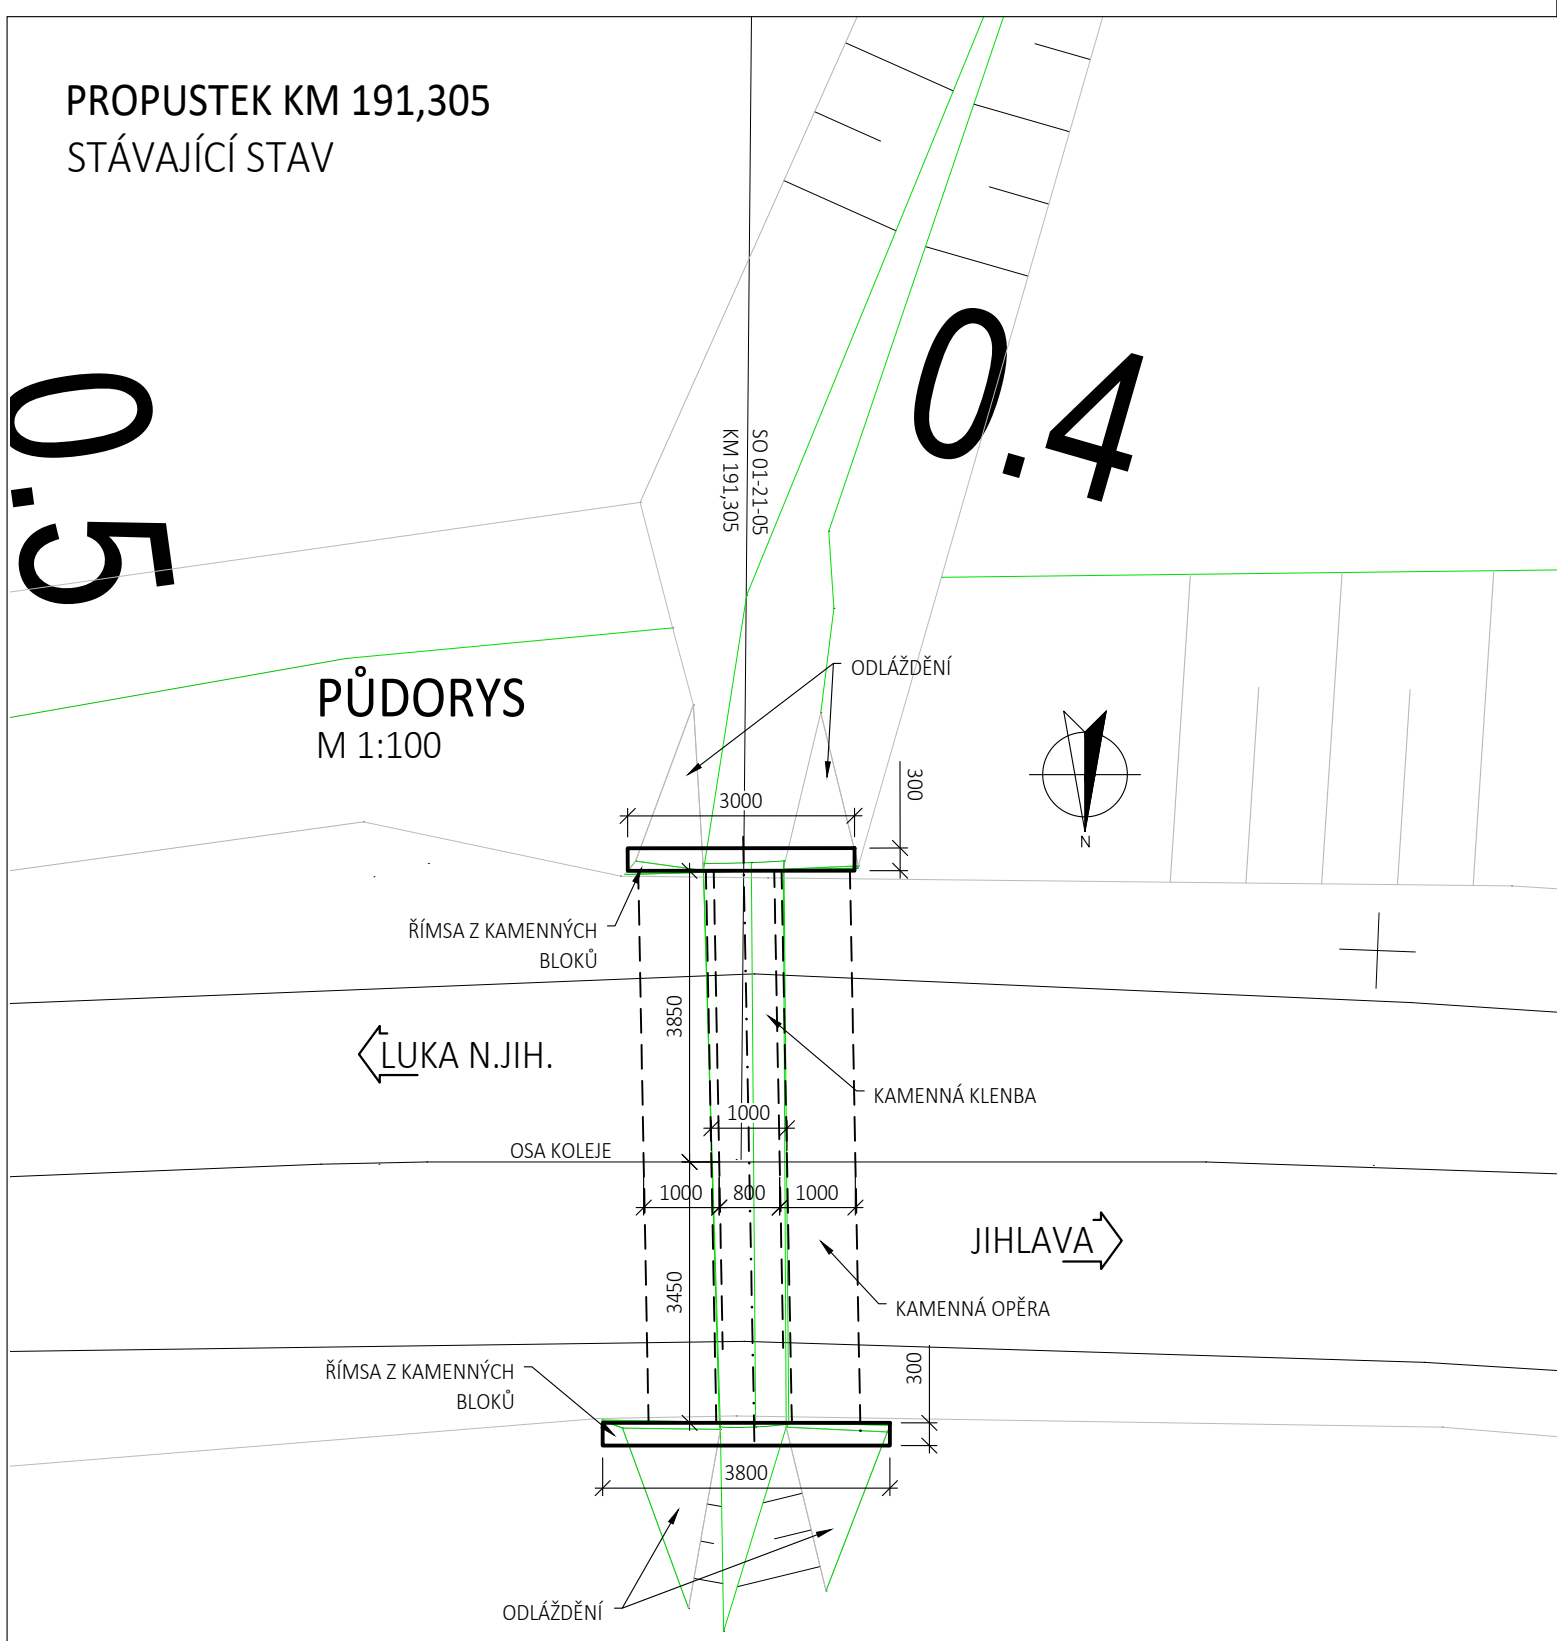 PROPUSTEK KM 191,305
STÁVAJÍCÍ STAV
0.5
0.4
SO 01-21-05
KM 191,305
ODLÁŽDĚNÍ
PŮDORYS
M 1:100
300
3000
N
ŘÍMSA Z KAMENNÝCH
BLOKŮ
3850
LUKA N.JIH.
KAMENNÁ KLENBA
1000
OSA KOLEJE
1000
800
1000
JIHLAVA
3450
KAMENNÁ OPĚRA
300
ŘÍMSA Z KAMENNÝCH
BLOKŮ
3800
ODLÁŽDĚNÍ